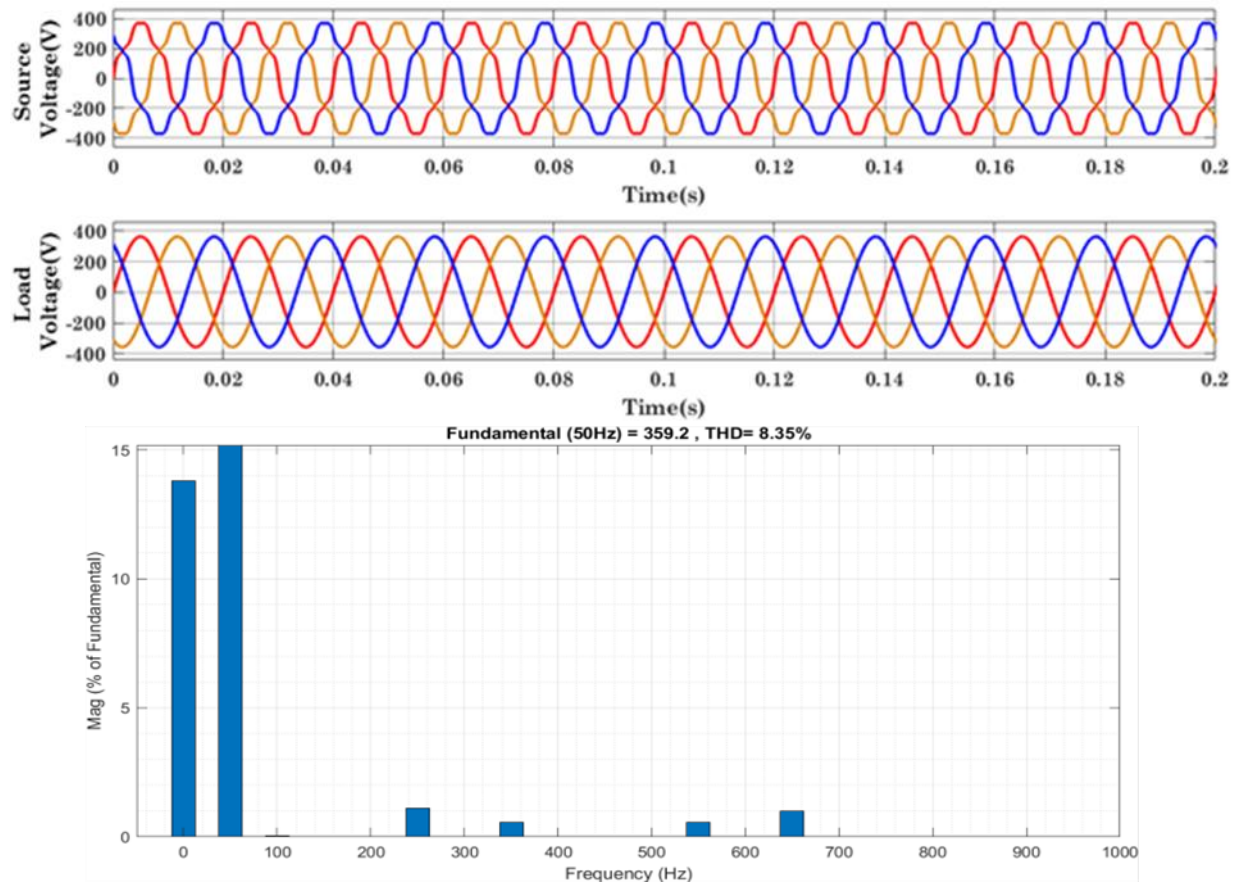 Source
Voltage(V)
400
200
0
-200
-400
0 0.02 0.04 0.06 0.08 0.1 0.12 0.14 0.16 0.18 0.2
Time(s)
Load
Voltage(V)
400
200
0
-200
-400
0 0.02 0.04 0.06 0.08 0.1 0.12 0.14 0.16 0.18 0.2
Time(s)
Fundamental (50Hz) = 359.2 , THD= 8.35%
Mag (% of Fundamental)
15
10
5
0
0 100 200 300 400 500 600 700 800 900 1000
Frequency (Hz)